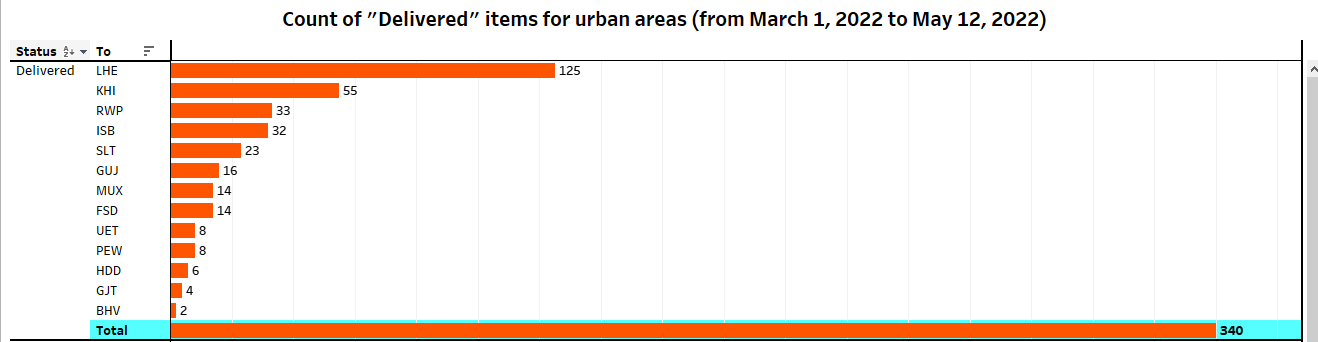 Count of "Delivered" items for urban areas (from March 1, 2022 to May 12, 2022)
Status To
Delivered LHE 125
KHI 55
RWP 33
ISB 32
SLT 23
GUJ 16
MUX 14
FSD 14
UET 8
PEW 8
HDD 6
GJT 4
BHV 2
Total 340